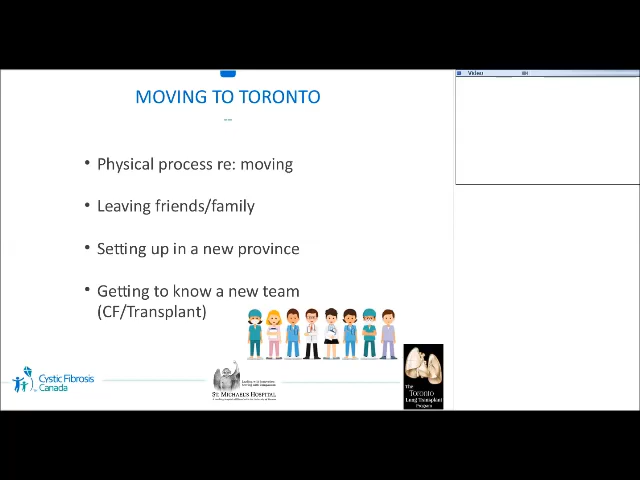 Video
MOVING TO TORONTO
• Physical process re: moving
• Leaving friends/family
• Setting up in a new province
• Getting to know a new team
(CF/Transplant)
Cystic Fibrosis
Canada
ST. MICHAEL'S HOSPITAL
The
Toronto
Lung Transplant
Program